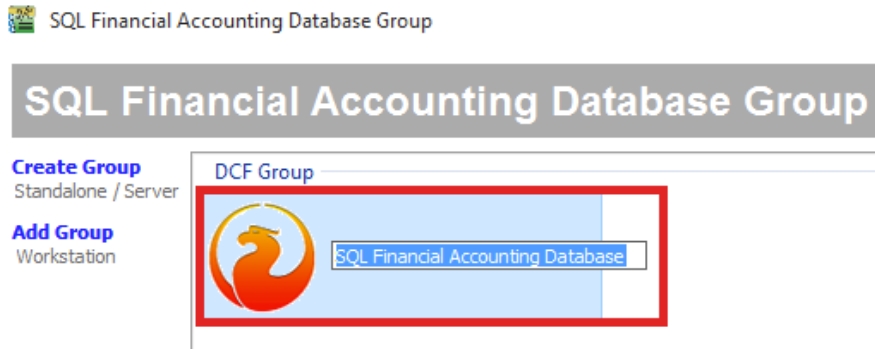 SQL Financial Accounting Database Group
SQL Financial Accounting Database Group
Create Group
Standalone / Server
Add Group
Workstation
DCF Group
SQL Financial Accounting Database